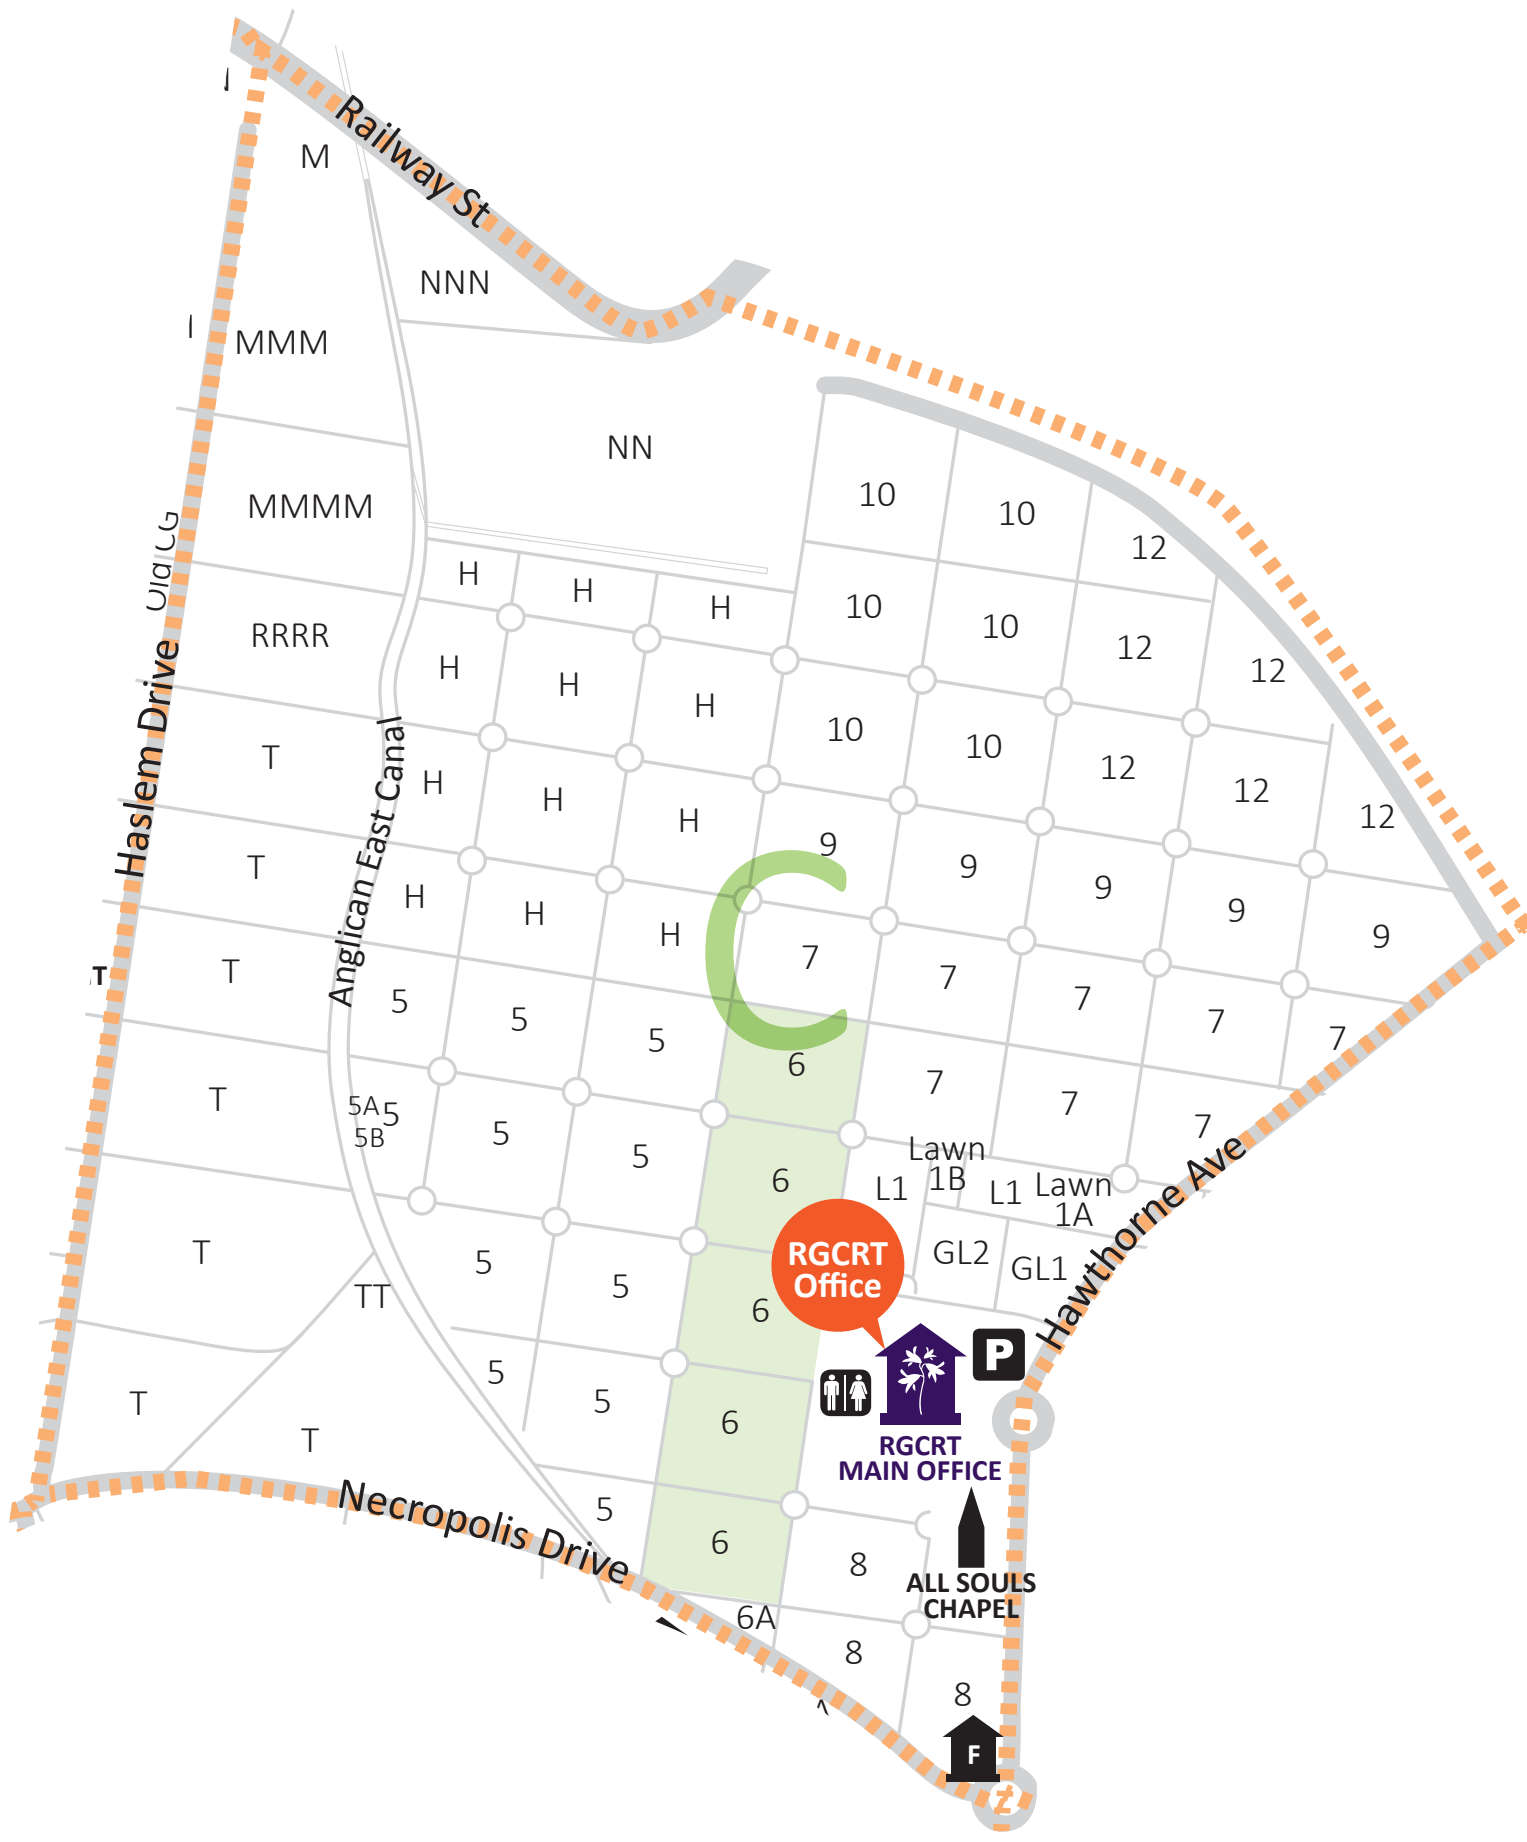 Railway St
M
NNN
MMM
NN
MMMM
10
10
12
H
H
H
10
10
12
12
RRRR
H
H
H
10
10
12
12
12
T
H
H
H
9
9
9
9
9
T
H
H
H
C
7
7
7
7
7
T
T
5
5
5
6
7
7
7
T
5A
5
5B
5
5
6
L1
Lawn
1B
L1
Lawn
1A
GL2
GL1
T
TT
5
5
6
RGCRT
Office
P
5
5
6
T
T
RGCRT
MAIN OFFICE
5
6
8
ALL SOULS
CHAPEL
6A
8
8
F
Haslem Drive
Anglican East Canal
Hawthorne Ave
Necropolis Drive